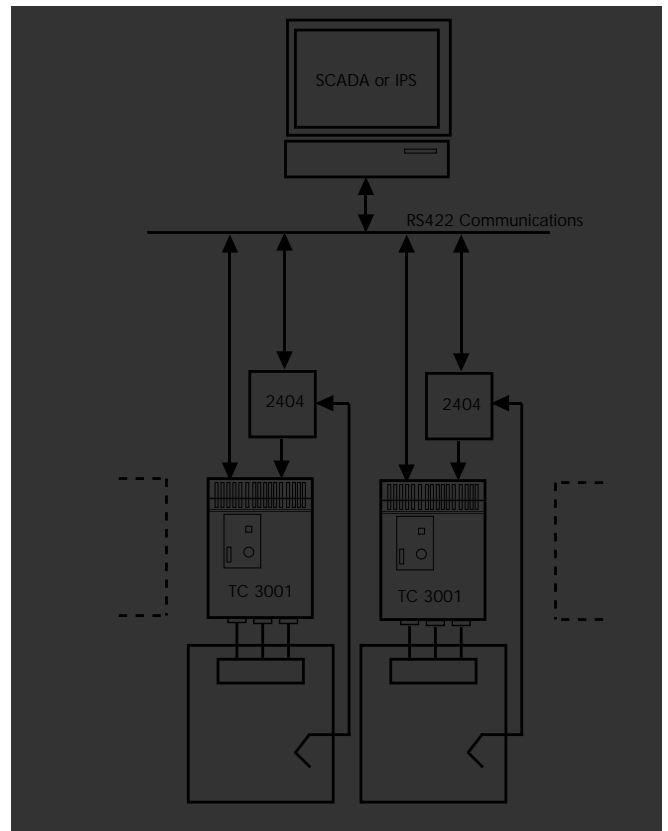 SCADA or IPS
RS422 Communications
2404
2404
TC 3001
TC 3001